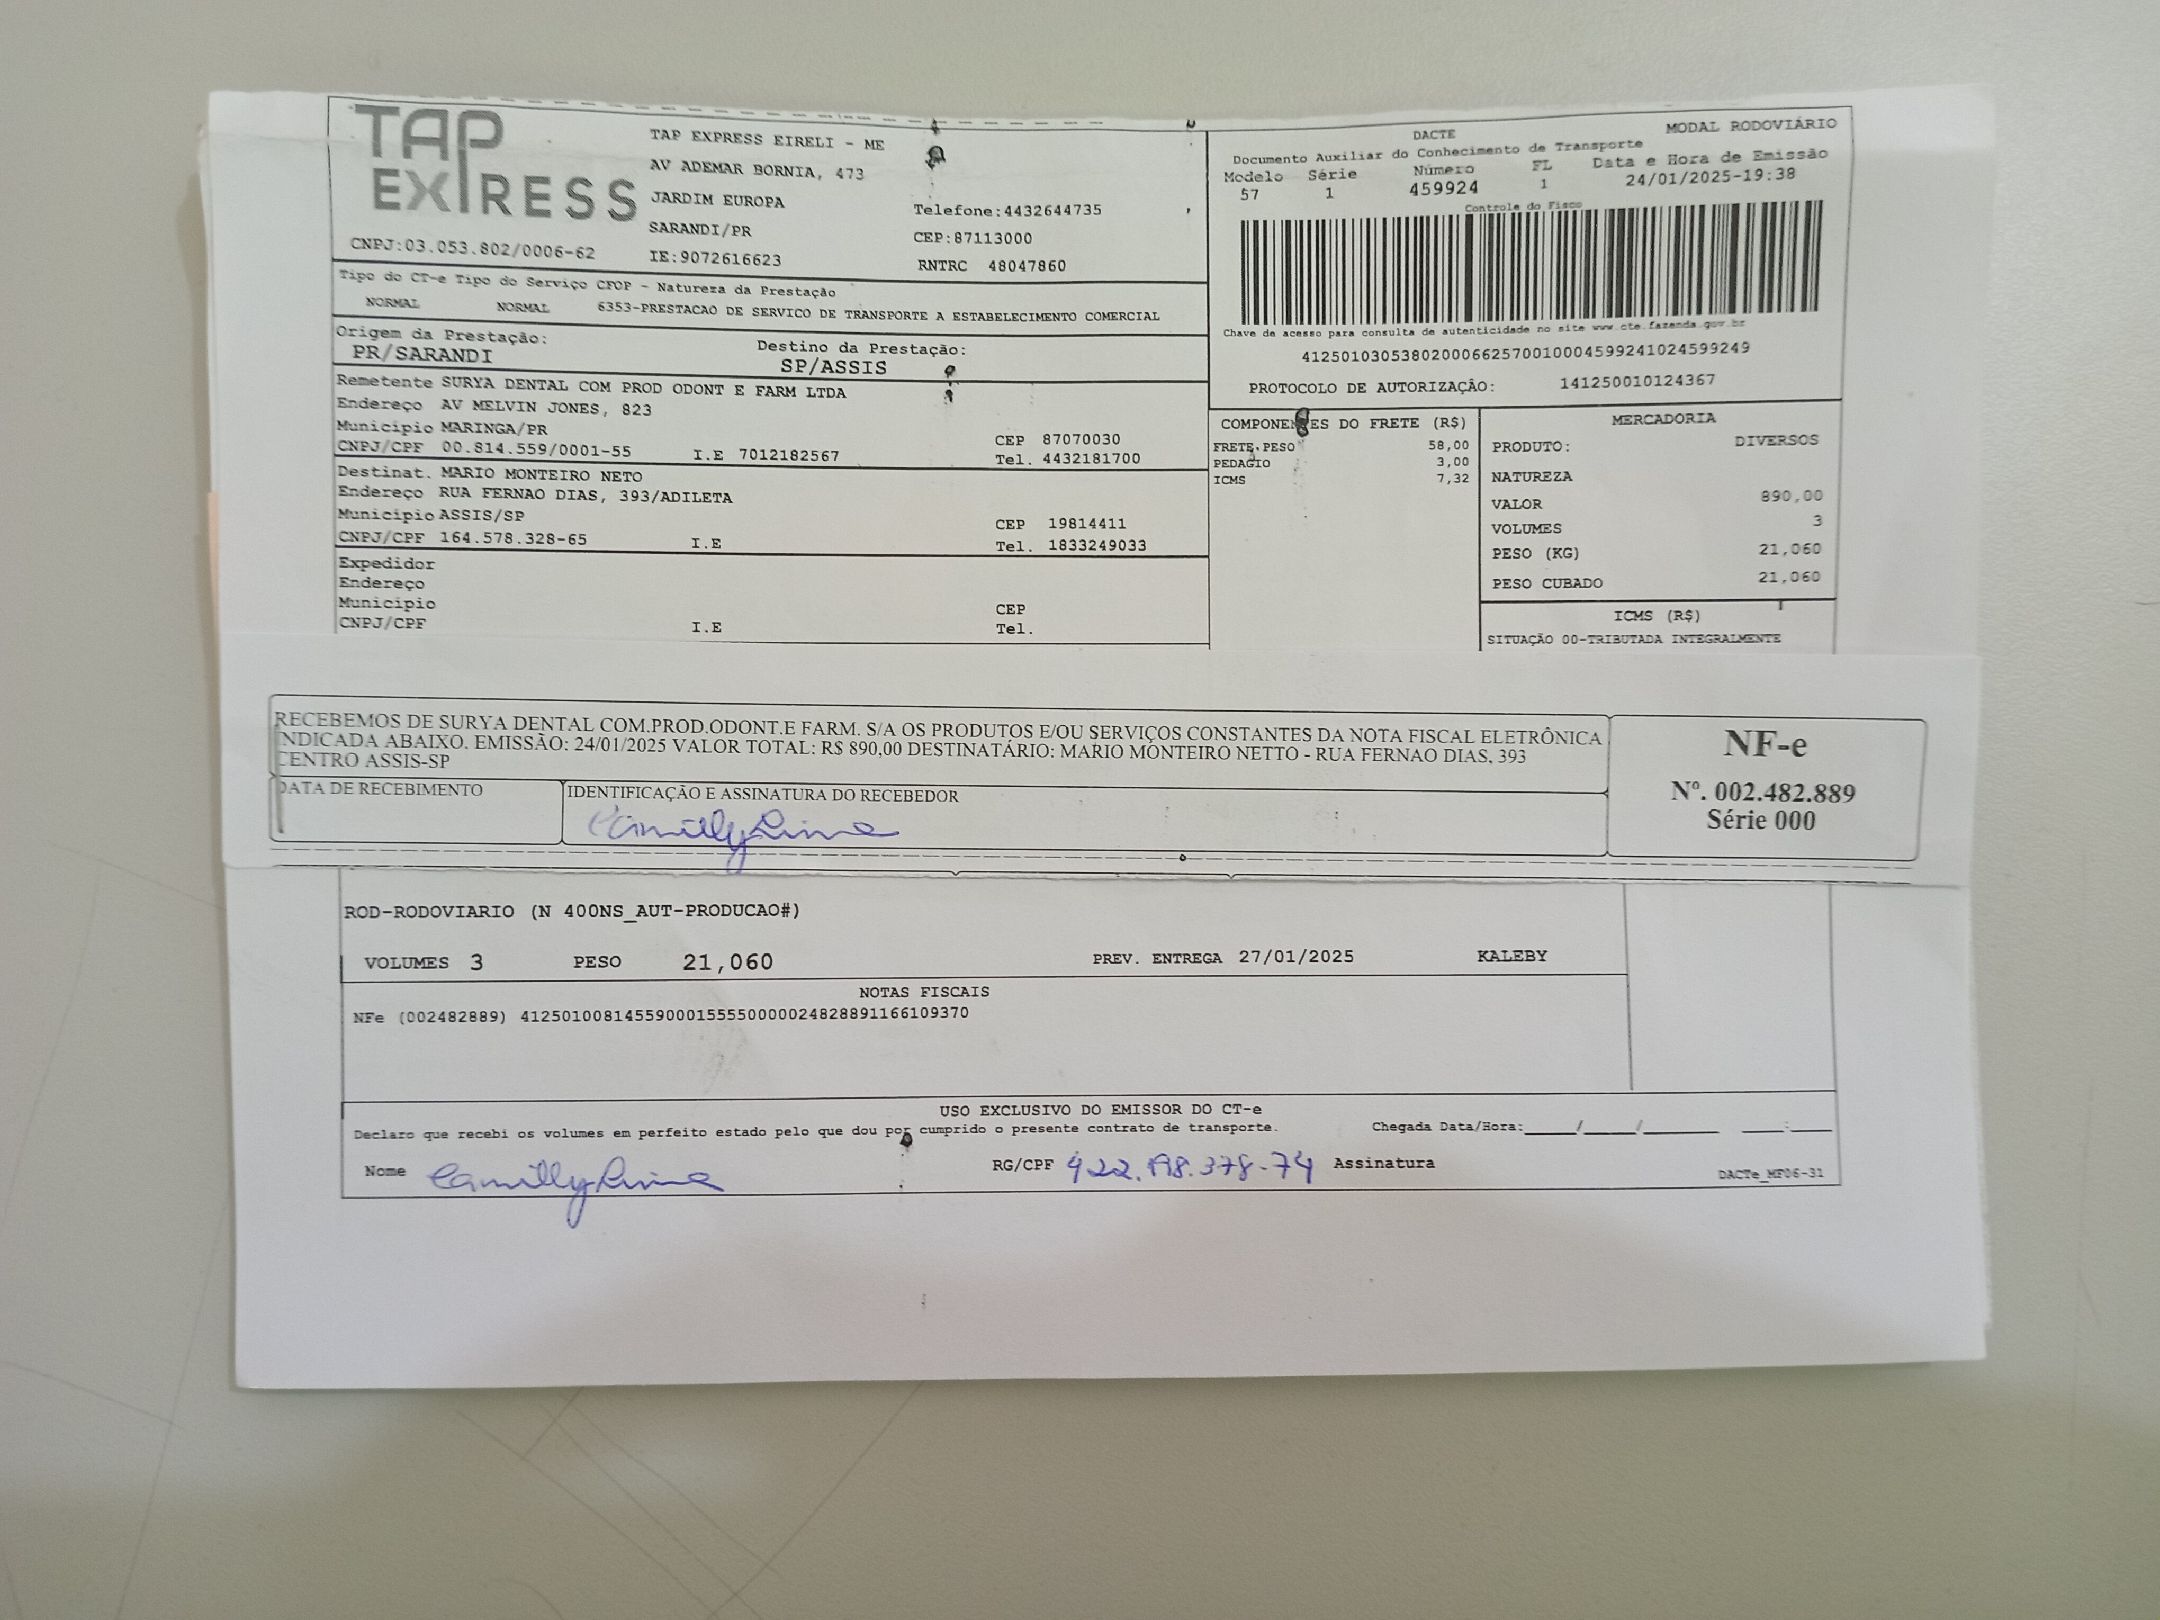 TAP EXPRESS
TAP EXPRESS EIRELI - ME
AV ADEMAR BORNIA, 473
JARDIM EUROPA
SARANDI/PR
IE:9072616623
Telefone:4432644735
CEP:87113000
RNTRC 48047860
CNPJ:03.053.802/0006-62
DACTE
MODAL RODOVIÁRIO
Documento Auxiliar do Conhecimento de Transporte
Modelo Série Número FL Data e Hora de Emissão
57 1 459924 1 24/01/2025-19:38
Controle do Fisco
Chave de acesso para consulta de autenticidade no site www.cte.fazenda.gov.br
41250103053802000662570010004599241024599249
PROTOCOLO DE AUTORIZAÇÃO: 141250010124367
Tipo do CT-e Tipo do Serviço CFOP - Natureza da Prestação
NORMAL NORMAL 6353-PRESTACAO DE SERVICO DE TRANSPORTE A ESTABELECIMENTO COMERCIAL
Origem da Prestação: Destino da Prestação:
PR/SARANDI SP/ASSIS
Remetente SURYA DENTAL COM PROD ODONT E FARM LTDA
Endereço AV MELVIN JONES, 823
Município MARINGA/PR CEP 87070030
CNPJ/CPF 00.814.559/0001-55 I.E 7012182567 Tel. 4432181700
Destinat. MARIO MONTEIRO NETO
Endereço RUA FERNAO DIAS, 393/ADILETA
Município ASSIS/SP CEP 19814411
CNPJ/CPF 164.578.328-65 I.E Tel. 1833249033
Expedidor
Endereço
Município CEP
CNPJ/CPF I.E Tel.
COMPONENTES DO FRETE (R$)
FRETE-PESO 58,00
PEDAGIO 3,00
ICMS 7,32
MERCADORIA
PRODUTO: DIVERSOS
NATUREZA
VALOR 890,00
VOLUMES 3
PESO (KG) 21,060
PESO CUBADO 21,060
ICMS (R$)
SITUAÇÃO 00-TRIBUTADA INTEGRALMENTE
RECEBEMOS DE SURYA DENTAL COM.PROD.ODONT.E FARM. S/A OS PRODUTOS E/OU SERVIÇOS CONSTANTES DA NOTA FISCAL ELETRÔNICA
INDICADA ABAIXO. EMISSÃO: 24/01/2025 VALOR TOTAL: R$ 890,00 DESTINATÁRIO: MARIO MONTEIRO NETTO - RUA FERNAO DIAS, 393
CENTRO ASSIS-SP
DATA DE RECEBIMENTO IDENTIFICAÇÃO E ASSINATURA DO RECEBEDOR
Camilly Lima
NF-e
Nº. 002.482.889
Série 000
ROD-RODOVIARIO (N 400NS_AUT-PRODUCAO#)
VOLUMES 3 PESO 21,060 PREV. ENTREGA 27/01/2025 KALEBY
NOTAS FISCAIS
NFe (002482889) 41250100814559000155550000024828891166109370
USO EXCLUSIVO DO EMISSOR DO CT-e
Declaro que recebi os volumes em perfeito estado pelo que dou por cumprido o presente contrato de transporte. Chegada Data/Hora:____/____/______ ___:___
Nome Camilly Lima RG/CPF Assinatura
DACTe_MF06-31